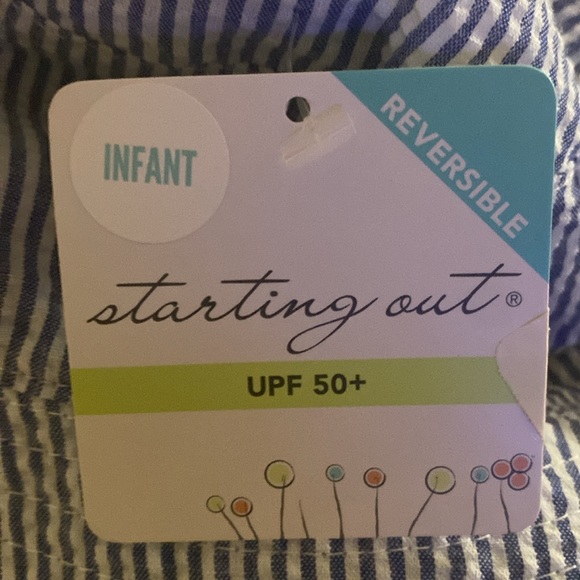 INFANT
REVERSIBLE
starting out®
UPF 50+